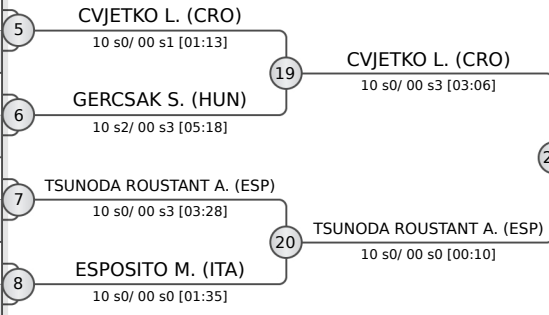 CVJETKO L. (CRO)
5
10 s0/ 00 s1 [01:13]
CVJETKO L. (CRO)
19
10 s0/ 00 s3 [03:06]
GERCSAK S. (HUN)
6
10 s2/ 00 s3 [05:18]
2
TSUNODA ROUSTANT A. (ESP)
7
10 s0/ 00 s3 [03:28]
TSUNODA ROUSTANT A. (ESP)
20
10 s0/ 00 s0 [00:10]
ESPOSITO M. (ITA)
8
10 s0/ 00 s0 [01:35]